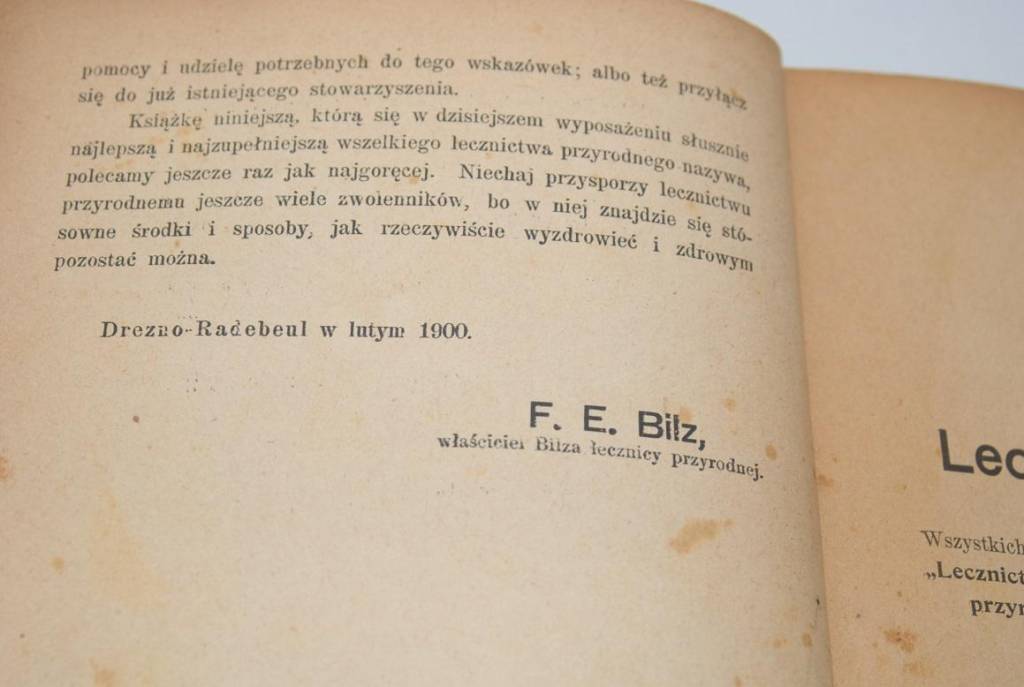 pomocy i udzielę potrzebnych do tego wskazówek; albo też przyłącz
się do już istniejącego stowarzyszenia.
Książkę niniejszą, którą się w dzisiejszem wyposażeniu słusznie
najlepszą i najzupełniejszą wszelkiego lecznictwa przyrodnego nazywa,
polecamy jeszcze raz jak najgoręcej. Niechaj przysporzy lecznictwu
przyrodnemu jeszcze wiele zwolenników, bo w niej znajdzie się stó-
sowne środki i sposoby, jak rzeczywiście wyzdrowieć i zdrowym
pozostać można.
Drezno-Radebeul w lutym 1900.
F. E. Bilz,
właściciel Bilza lecznicy przyrodnej.
Lec
Wszystkich
„Lecznict
przyr